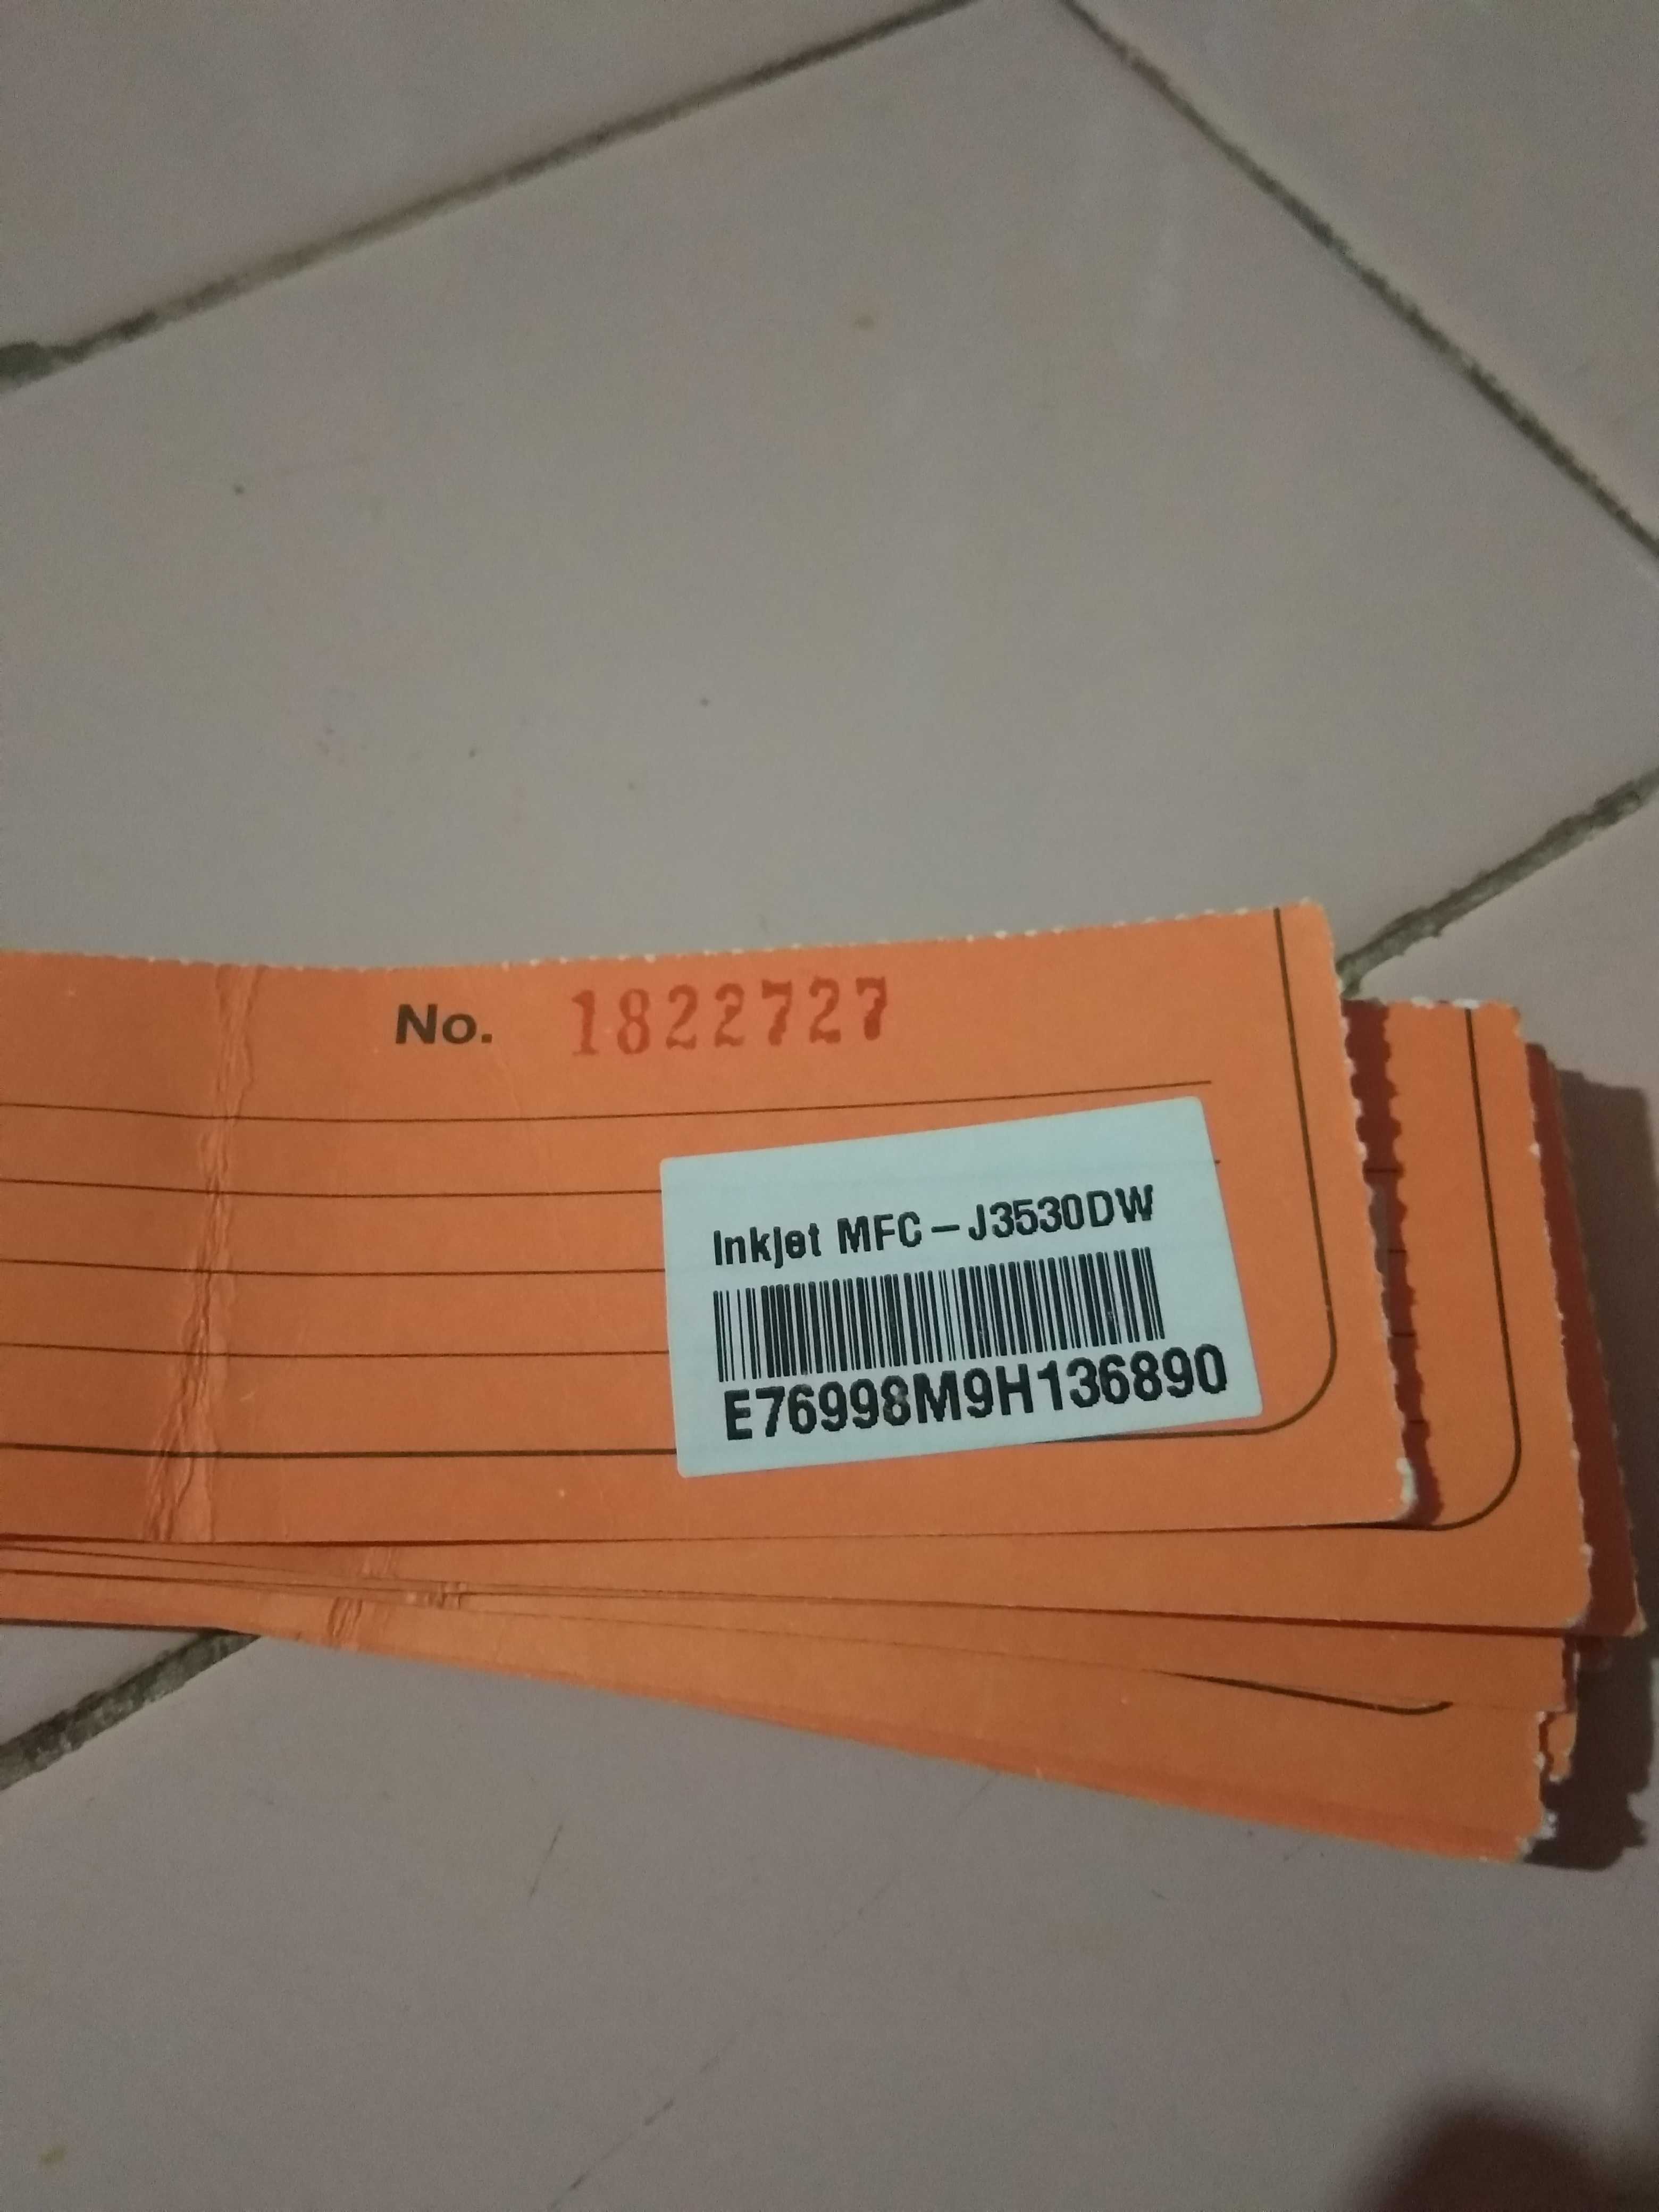 No. 1822727
Inkjet MFC-J3530DW
E76998M9H136890